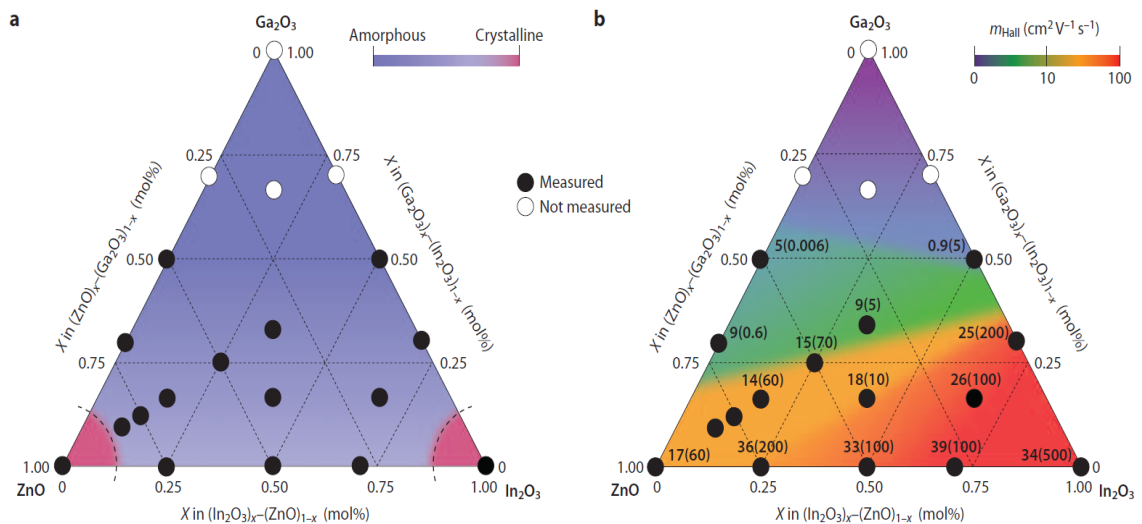 a
Ga₂O₃
0 1.00
Amorphous Crystalline
0.25 0.75
X in (ZnO)ₓ–(Ga₂O₃)₁₋ₓ (mol%)
X in (Ga₂O₃)ₓ–(In₂O₃)₁₋ₓ (mol%)
0.50 0.50
0.75 0.25
1.00 0
ZnO 0 0.25 0.50 0.75 1.00 In₂O₃
X in (In₂O₃)ₓ–(ZnO)₁₋ₓ (mol%)
Measured
Not measured
b
Ga₂O₃
0 1.00
mHall (cm² V⁻¹ s⁻¹)
0 10 100
0.25 0.75
X in (ZnO)ₓ–(Ga₂O₃)₁₋ₓ (mol%)
X in (Ga₂O₃)ₓ–(In₂O₃)₁₋ₓ (mol%)
0.50 5(0.006) 0.9(5) 0.50
9(5)
9(0.6) 15(70) 25(200)
0.75 0.25
14(60) 18(10) 26(100)
17(60) 36(200) 33(100) 39(100) 34(500)
1.00 0
ZnO 0 0.25 0.50 0.75 1.00 In₂O₃
X in (In₂O₃)ₓ–(ZnO)₁₋ₓ (mol%)